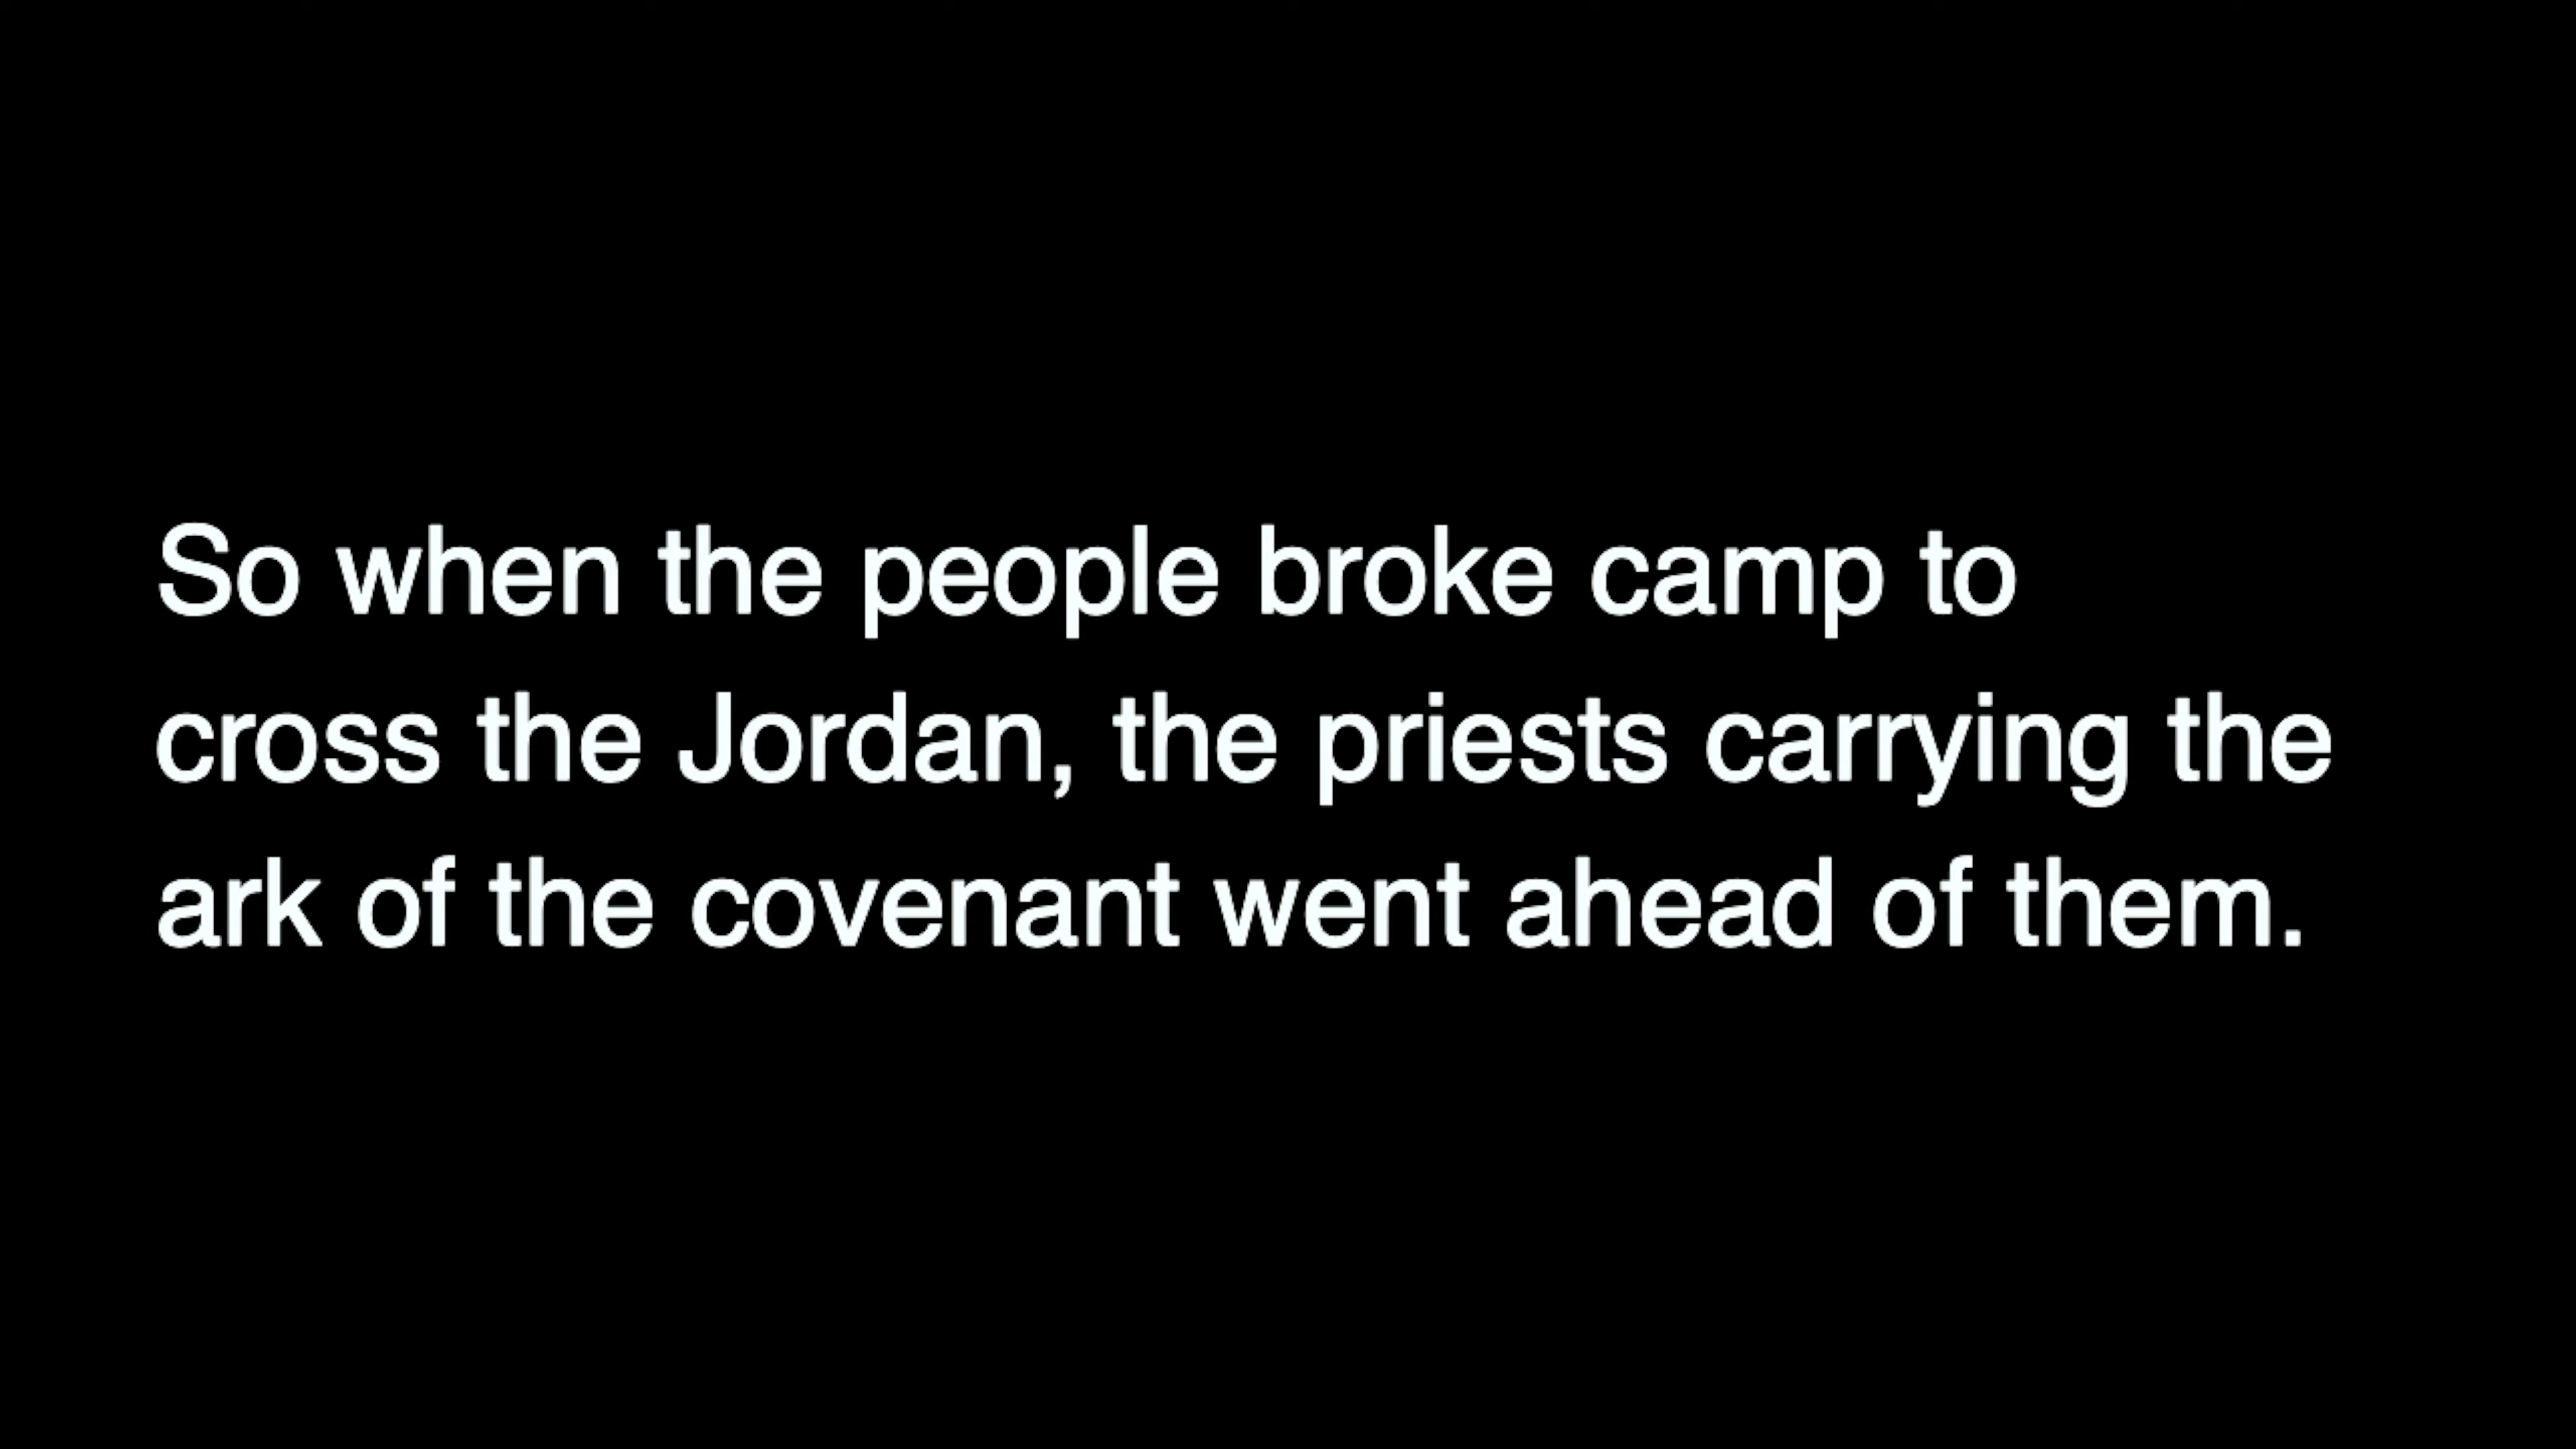 So when the people broke camp to
cross the Jordan, the priests carrying the
ark of the covenant went ahead of them.